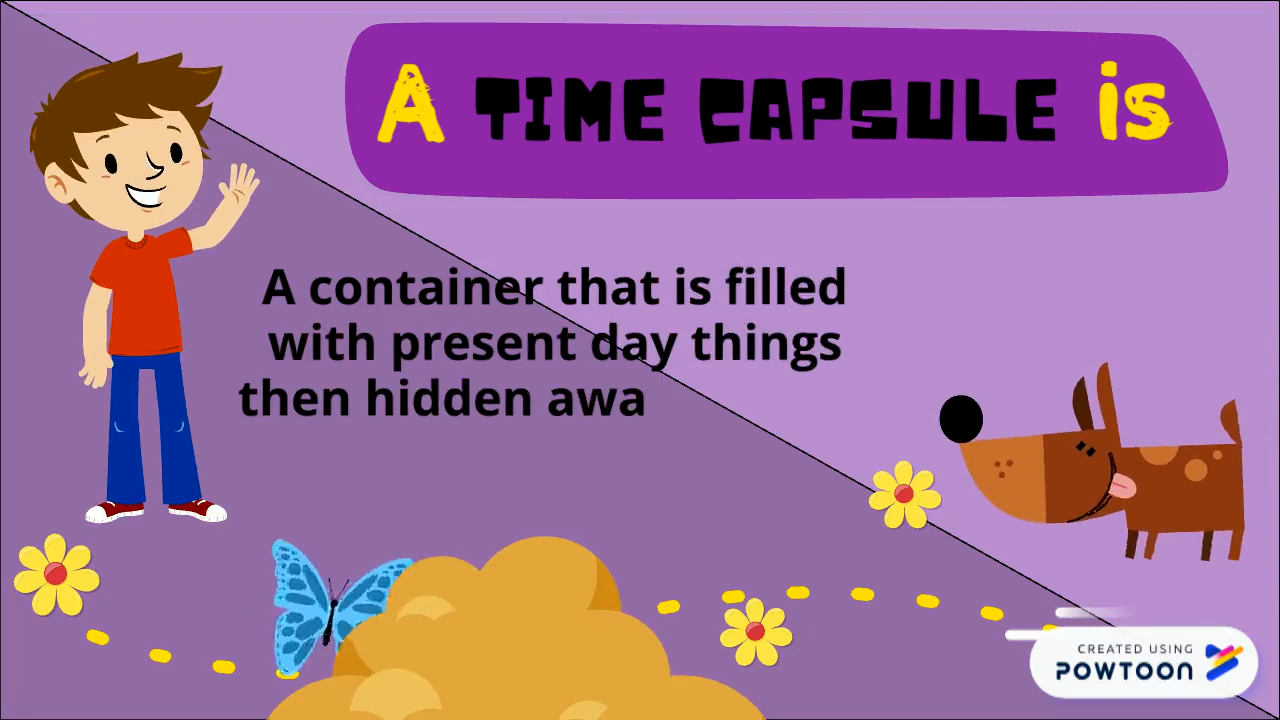 A TIME CAPSULE is
A container that is filled
with present day things
then hidden awa
CREATED USING
POWTOON